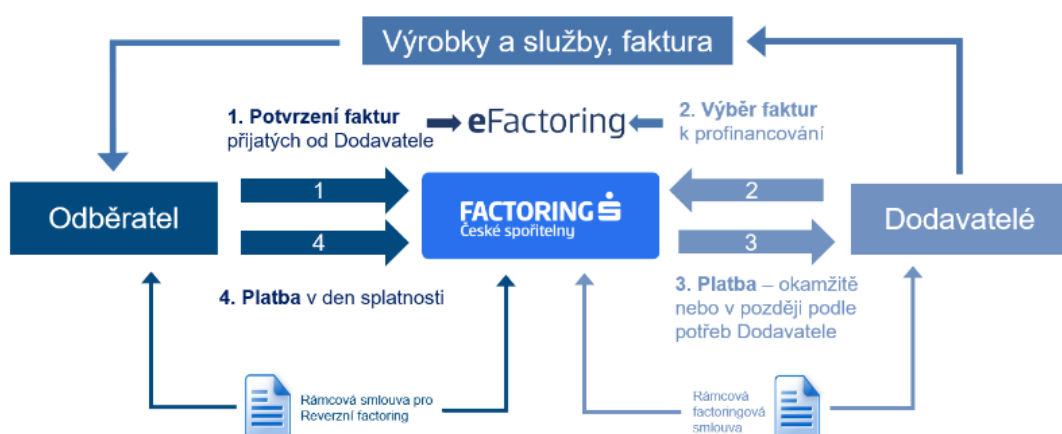 Výrobky a služby, faktura
1. Potvrzení faktur
přijatých od Dodavatele
eFactoring
2. Výběr faktur
k profinancování
Odběratel
1
4
FACTORING
České spořitelny
2
3
Dodavatelé
4. Platba v den splatnosti
3. Platba – okamžitě
nebo v později podle
potřeb Dodavatele
Rámcová smlouva pro
Reverzní factoring
Rámcová
factoringová
smlouva